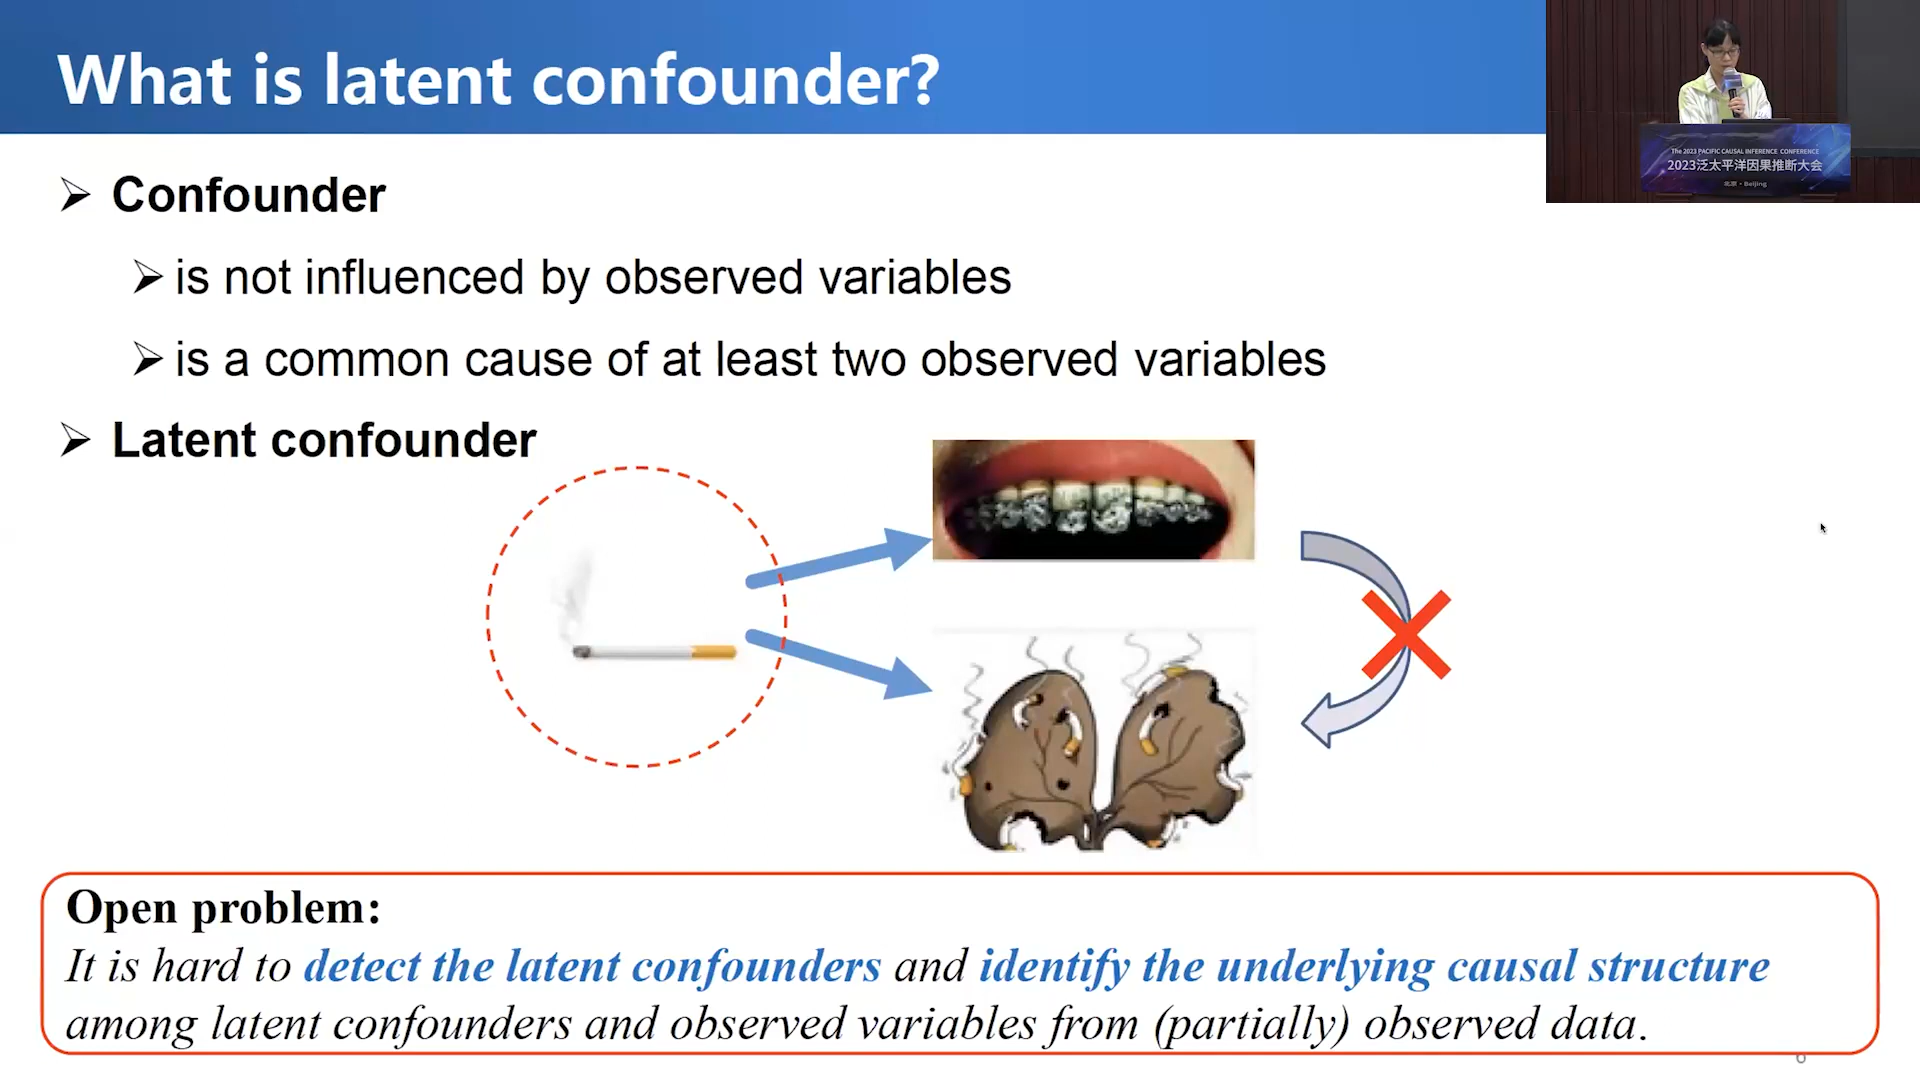 What is latent confounder?
The 2023 PACIFIC CAUSAL INFERENCE CONFERENCE
2023泛太平洋因果推断大会
北京・Beijing
Confounder
is not influenced by observed variables
is a common cause of at least two observed variables
Latent confounder
Open problem:
It is hard to detect the latent confounders and identify the underlying causal structure
among latent confounders and observed variables from (partially) observed data.
6